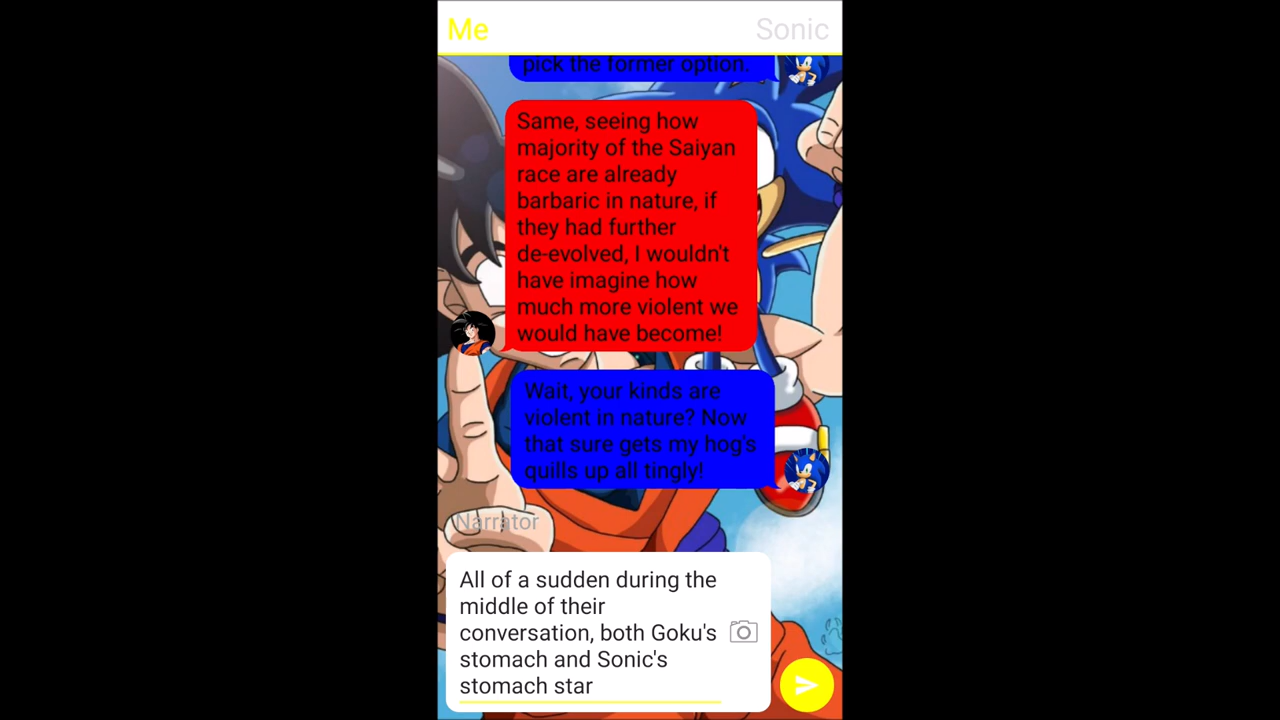 Me
Sonic
pick the former option.
Same, seeing how
majority of the Saiyan
race are already
barbaric in nature, if
they had further
de-evolved, I wouldn't
have imagine how
much more violent we
would have become!
Wait, your kinds are
violent in nature? Now
that sure gets my hog's
quills up all tingly!
Narrator
All of a sudden during the
middle of their
conversation, both Goku's
stomach and Sonic's
stomach star